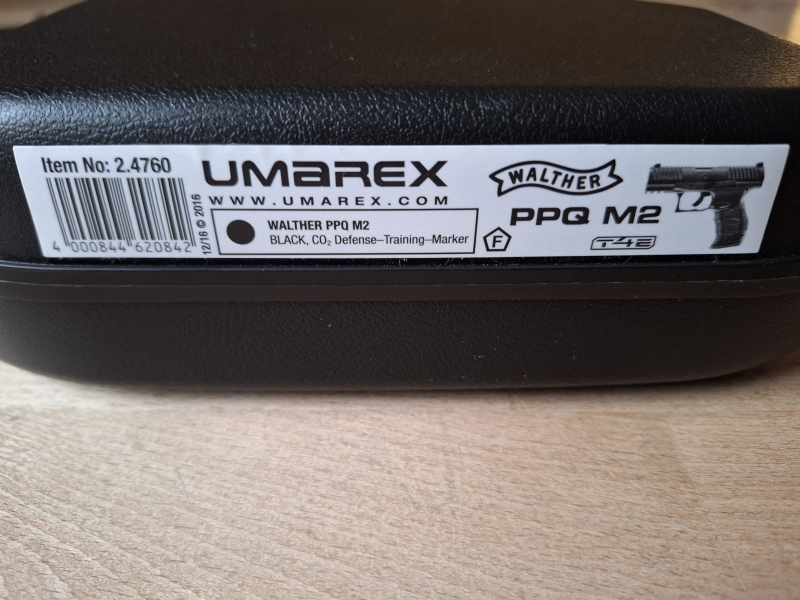 Item No: 2.4760
4 000844 620842
12/16 © 2016
UMAREX
WWW.UMAREX.COM
WALTHER PPQ M2
BLACK, CO₂ Defense–Training–Marker
F
WALTHER
PPQ M2
T4E